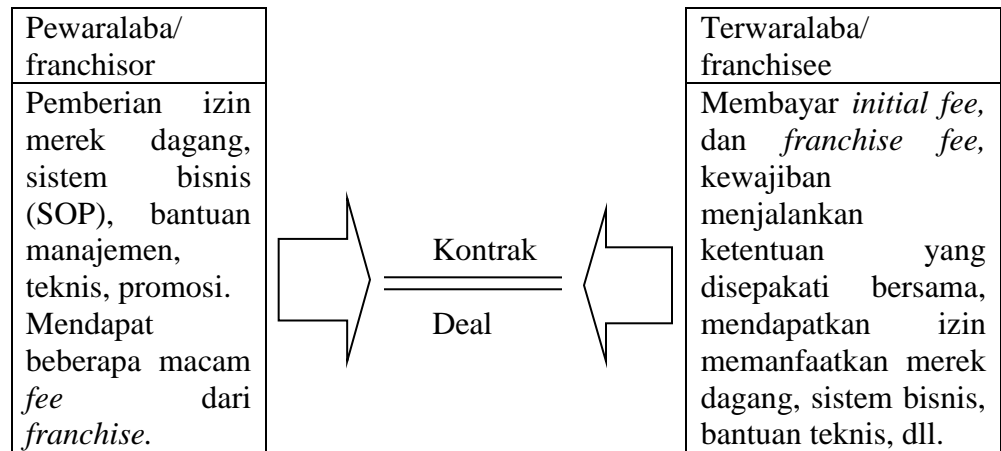 Pewaralaba/
franchisor
Pemberian izin
merek dagang,
sistem bisnis
(SOP), bantuan
manajemen,
teknis, promosi.
Mendapat
beberapa macam
fee dari
franchise.
Kontrak
Deal
Terwaralaba/
franchisee
Membayar initial fee,
dan franchise fee,
kewajiban
menjalankan
ketentuan yang
disepakati bersama,
mendapatkan izin
memanfaatkan merek
dagang, sistem bisnis,
bantuan teknis, dll.